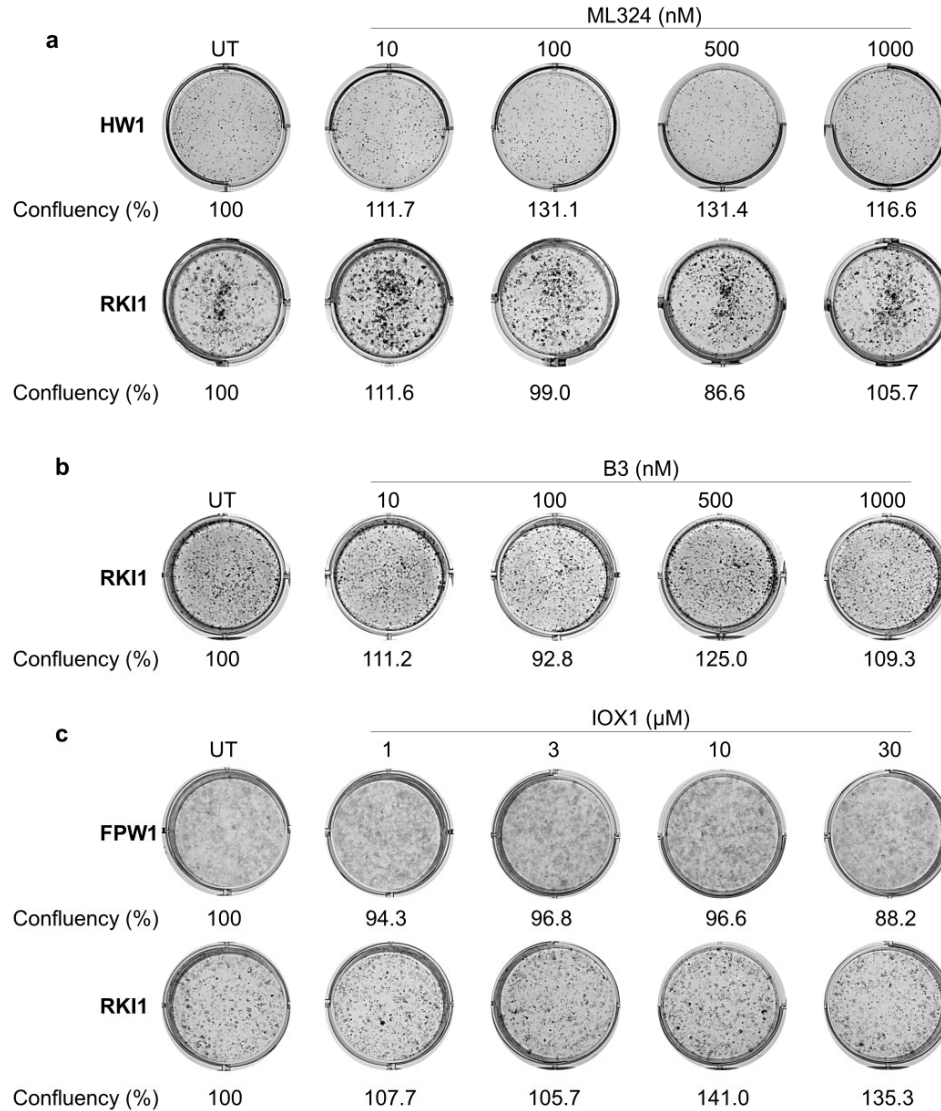 a
ML324 (nM)
UT 10 100 500 1000
HW1
Confluency (%) 100 111.7 131.1 131.4 116.6
RKI1
Confluency (%) 100 111.6 99.0 86.6 105.7
b
B3 (nM)
UT 10 100 500 1000
RKI1
Confluency (%) 100 111.2 92.8 125.0 109.3
c
IOX1 (µM)
UT 1 3 10 30
FPW1
Confluency (%) 100 94.3 96.8 96.6 88.2
RKI1
Confluency (%) 100 107.7 105.7 141.0 135.3